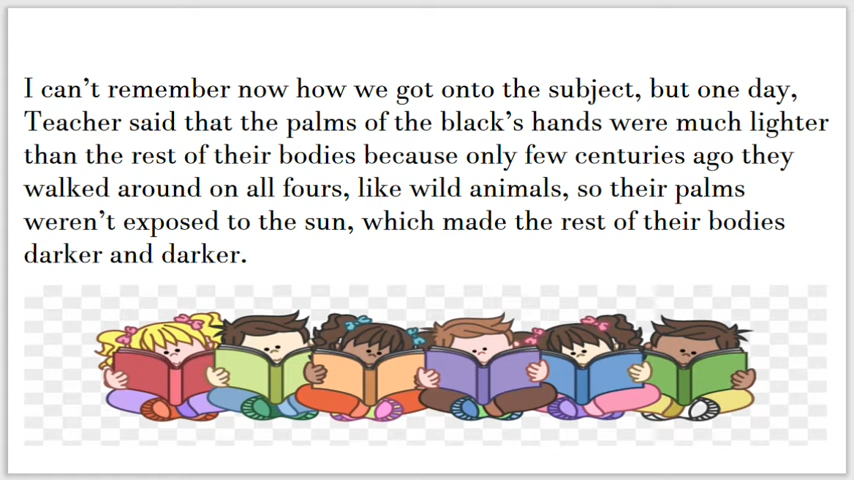 I can’t remember now how we got onto the subject, but one day,
Teacher said that the palms of the black’s hands were much lighter
than the rest of their bodies because only few centuries ago they
walked around on all fours, like wild animals, so their palms
weren’t exposed to the sun, which made the rest of their bodies
darker and darker.